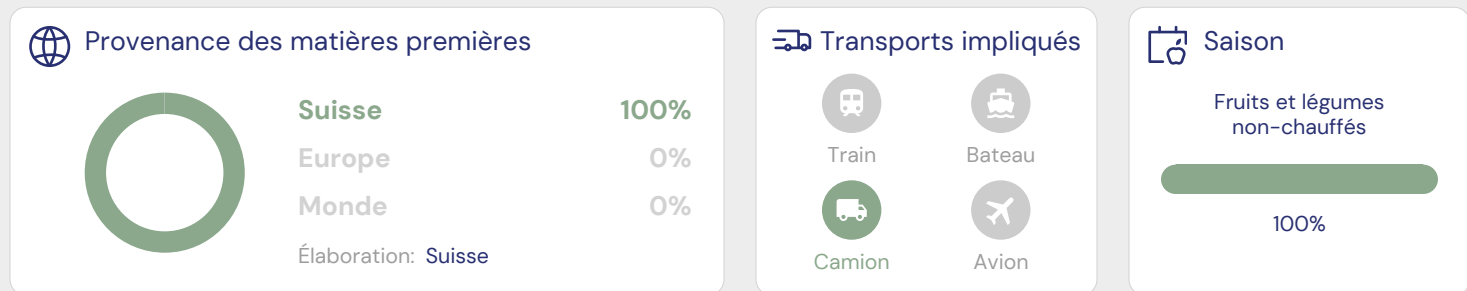 Provenance des matières premières
Suisse 100%
Europe 0%
Monde 0%
Élaboration: Suisse
Transports impliqués
Train
Bateau
Camion
Avion
Saison
Fruits et légumes
non-chauffés
100%